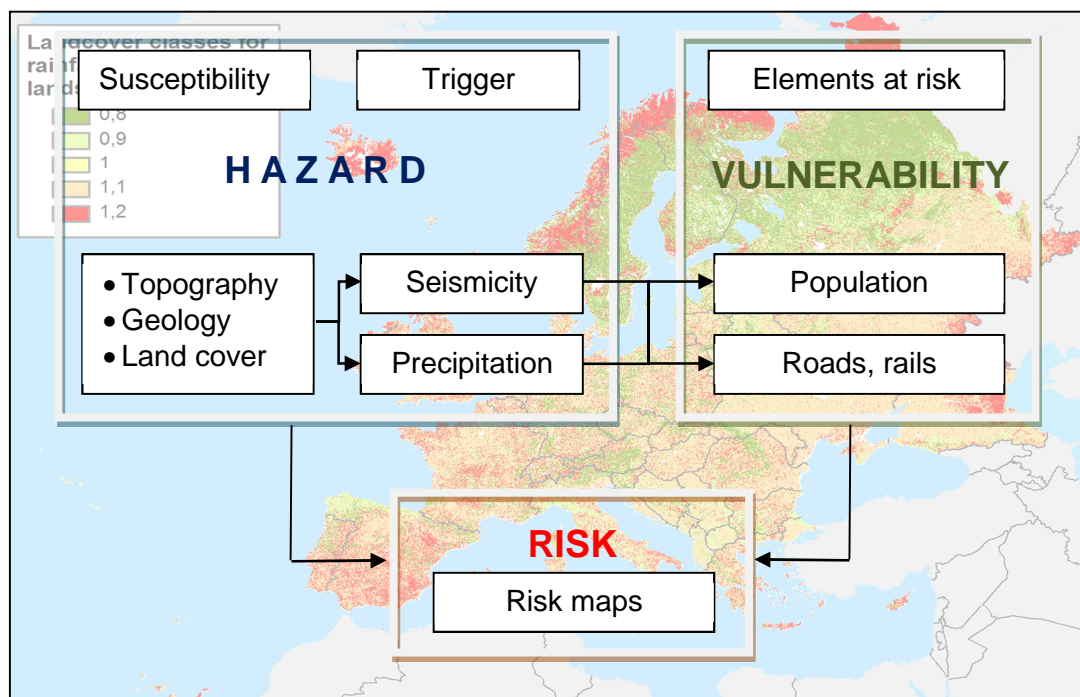 Landcover classes for
rainf
lands
0,8
0,9
1
1,1
1,2
Susceptibility
Trigger
Elements at risk
HAZARD
VULNERABILITY
• Topography
• Geology
• Land cover
Seismicity
Precipitation
Population
Roads, rails
RISK
Risk maps